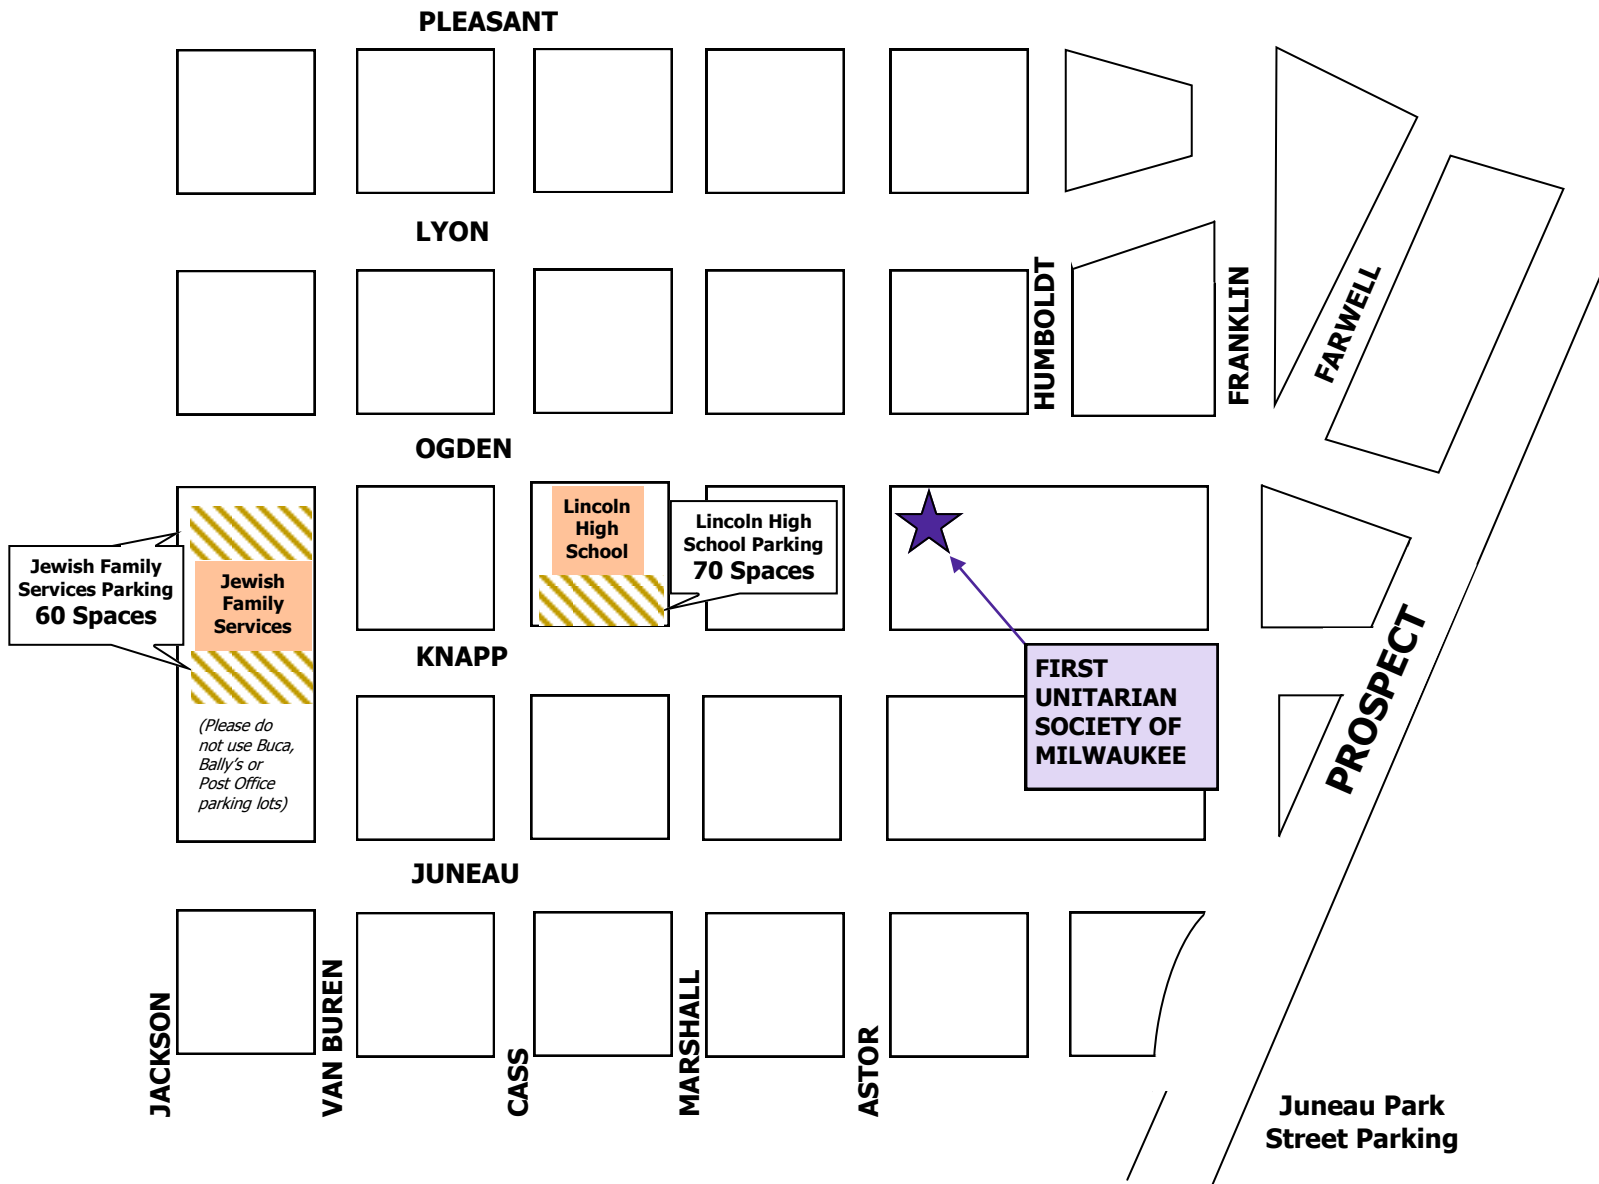 PLEASANT
LYON
HUMBOLDT
FRANKLIN
FARWELL
OGDEN
Jewish Family
Services Parking
60 Spaces
Jewish
Family
Services
(Please do
not use Buca,
Bally's or
Post Office
parking lots)
Lincoln
High
School
Lincoln High
School Parking
70 Spaces
KNAPP
FIRST
UNITARIAN
SOCIETY OF
MILWAUKEE
PROSPECT
JUNEAU
JACKSON
VAN BUREN
CASS
MARSHALL
ASTOR
Juneau Park
Street Parking